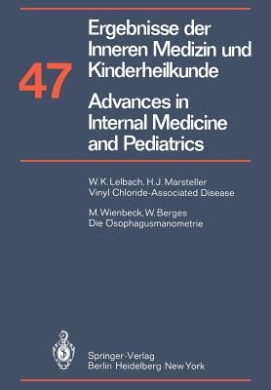 47
Ergebnisse der
Inneren Medizin und
Kinderheilkunde
Advances in
Internal Medicine
and Pediatrics
W. K. Lelbach, H. J. Marsteller
Vinyl Chloride-Associated Disease
M. Wienbeck, W. Berges
Die Ösophagusmanometrie
Springer-Verlag
Berlin Heidelberg New York